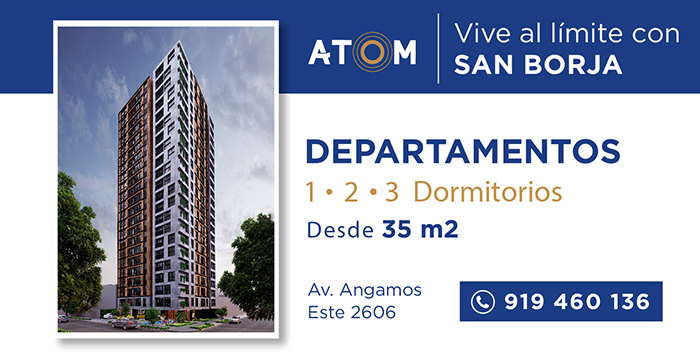 ATOM
Vive al límite con
SAN BORJA
DEPARTAMENTOS
1 • 2 • 3 Dormitorios
Desde 35 m2
Av. Angamos
Este 2606
919 460 136